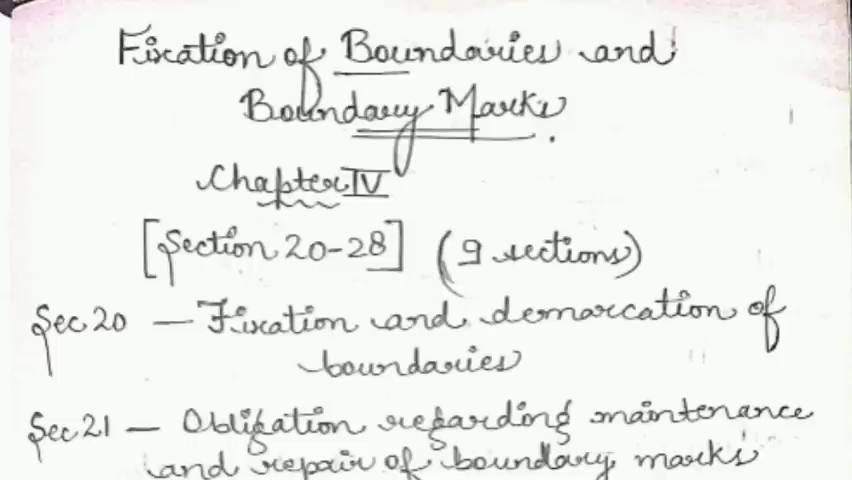 Fixation of Boundaries and
Boundary Marks.
Chapter IV
[Section 20-28] (9 sections)
Sec 20 — Fixation and demarcation of
boundaries
Sec 21 — Obligation regarding maintenance
and repair of boundary marks